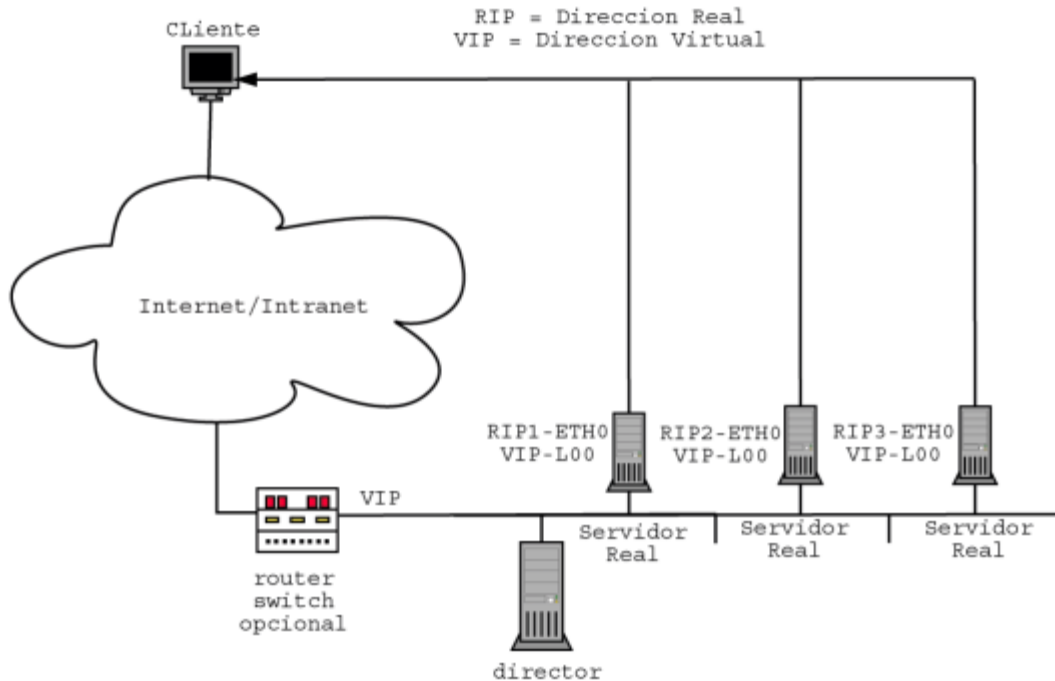 RIP = Direccion Real
VIP = Direccion Virtual
CLiente
Internet/Intranet
RIP1-ETH0
VIP-L00
RIP2-ETH0
VIP-L00
RIP3-ETH0
VIP-L00
VIP
Servidor
Real
Servidor
Real
Servidor
Real
router
switch
opcional
director